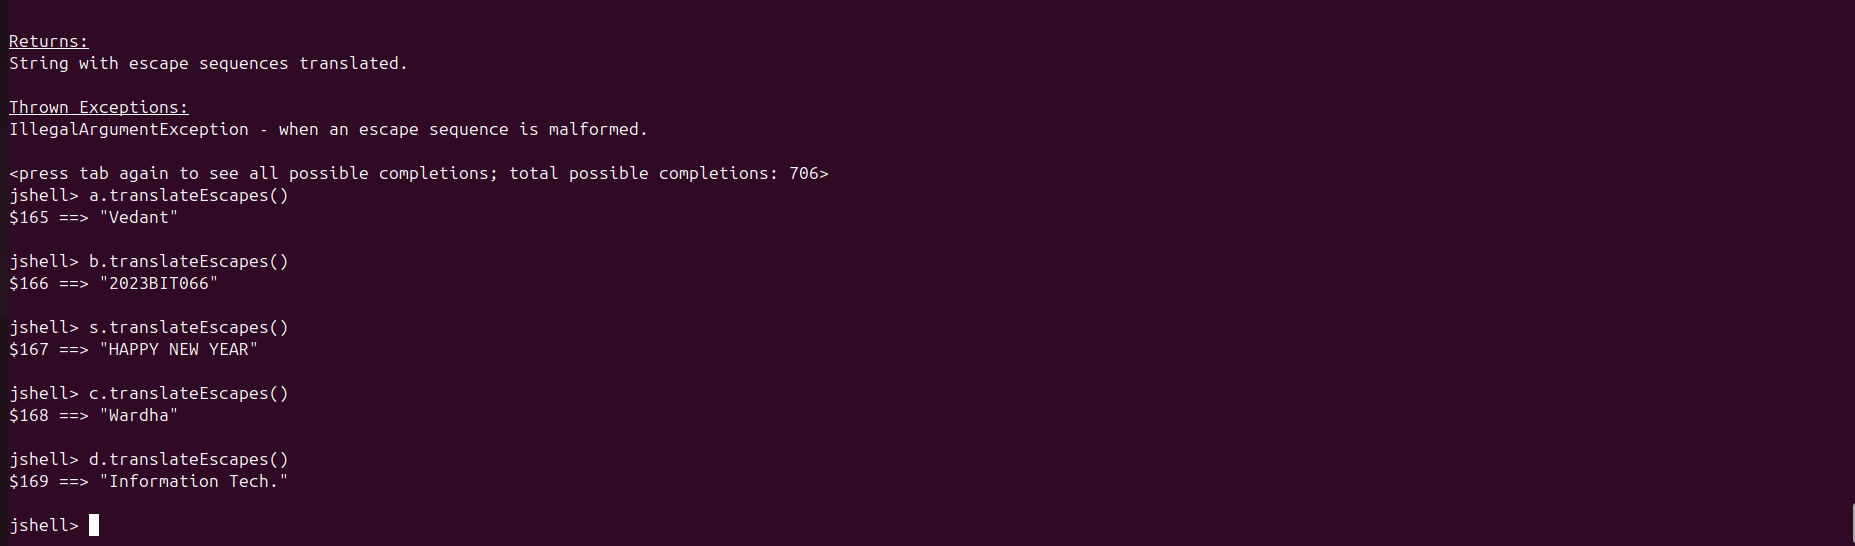 Returns:
String with escape sequences translated.
Thrown Exceptions:
IllegalArgumentException - when an escape sequence is malformed.
<press tab again to see all possible completions; total possible completions: 706>
jshell> a.translateEscapes()
$165 ==> "Vedant"
jshell> b.translateEscapes()
$166 ==> "2023BIT066"
jshell> s.translateEscapes()
$167 ==> "HAPPY NEW YEAR"
jshell> c.translateEscapes()
$168 ==> "Wardha"
jshell> d.translateEscapes()
$169 ==> "Information Tech."
jshell>